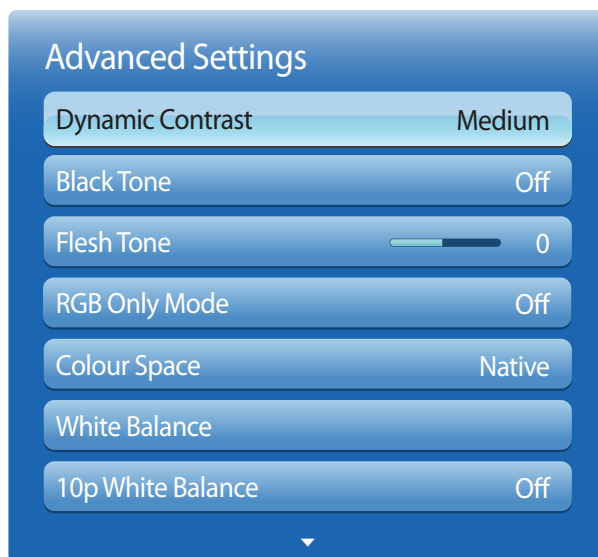 Advanced Settings
Dynamic Contrast Medium
Black Tone Off
Flesh Tone 0
RGB Only Mode Off
Colour Space Native
White Balance
10p White Balance Off